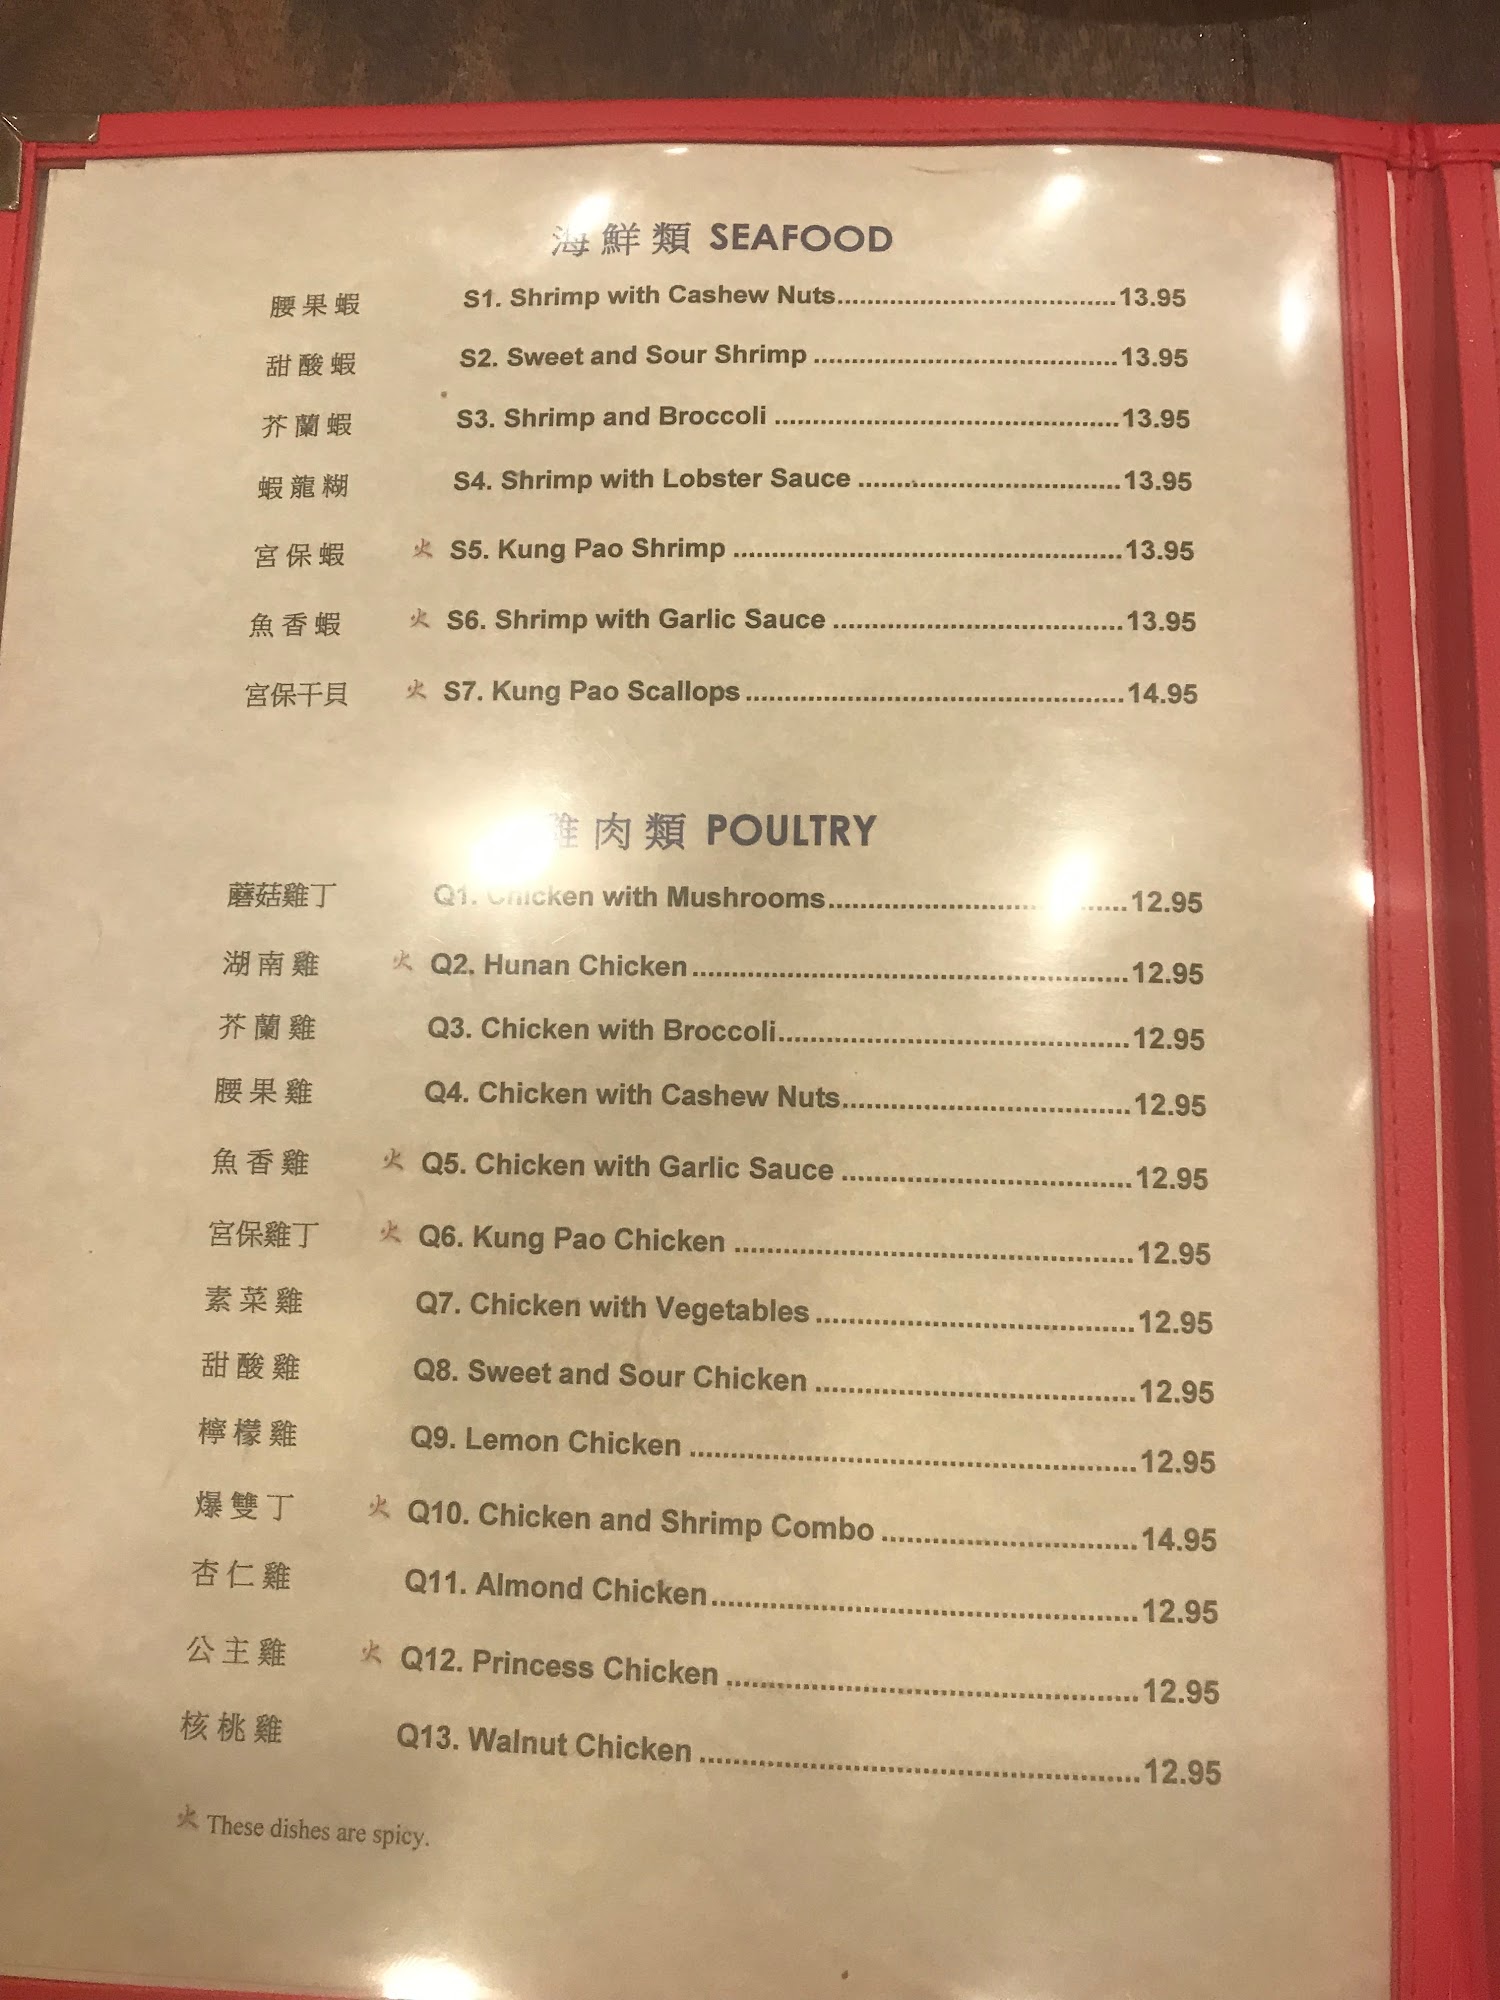 鮮類 SEAFOOD
腰果蝦 S1. Shrimp with Cashew Nuts...................................13.95
甜酸蝦 S2. Sweet and Sour Shrimp ......................................13.95
芥蘭蝦 S3. Shrimp and Broccoli ...........................................13.95
蝦龍糊 S4. Shrimp with Lobster Sauce .................................13.95
宮保蝦 火 S5. Kung Pao Shrimp .................................................13.95
魚香蝦 火 S6. Shrimp with Garlic Sauce ....................................13.95
宮保干貝 火 S7. Kung Pao Scallops ...............................................14.95
肉類 POULTRY
蘑菇雞丁 Q1. Chicken with Mushrooms.....................................12.95
湖南雞 火 Q2. Hunan Chicken......................................................12.95
芥蘭雞 Q3. Chicken with Broccoli...........................................12.95
腰果雞 Q4. Chicken with Cashew Nuts...................................12.95
魚香雞 火 Q5. Chicken with Garlic Sauce ...................................12.95
宮保雞丁 火 Q6. Kung Pao Chicken .................................................12.95
素菜雞 Q7. Chicken with Vegetables .......................................12.95
甜酸雞 Q8. Sweet and Sour Chicken .......................................12.95
檸檬雞 Q9. Lemon Chicken ......................................................12.95
爆雙丁 火 Q10. Chicken and Shrimp Combo ...............................14.95
杏仁雞 Q11. Almond Chicken....................................................12.95
公主雞 火 Q12. Princess Chicken ..................................................12.95
核桃雞 Q13. Walnut Chicken .....................................................12.95
火 These dishes are spicy.